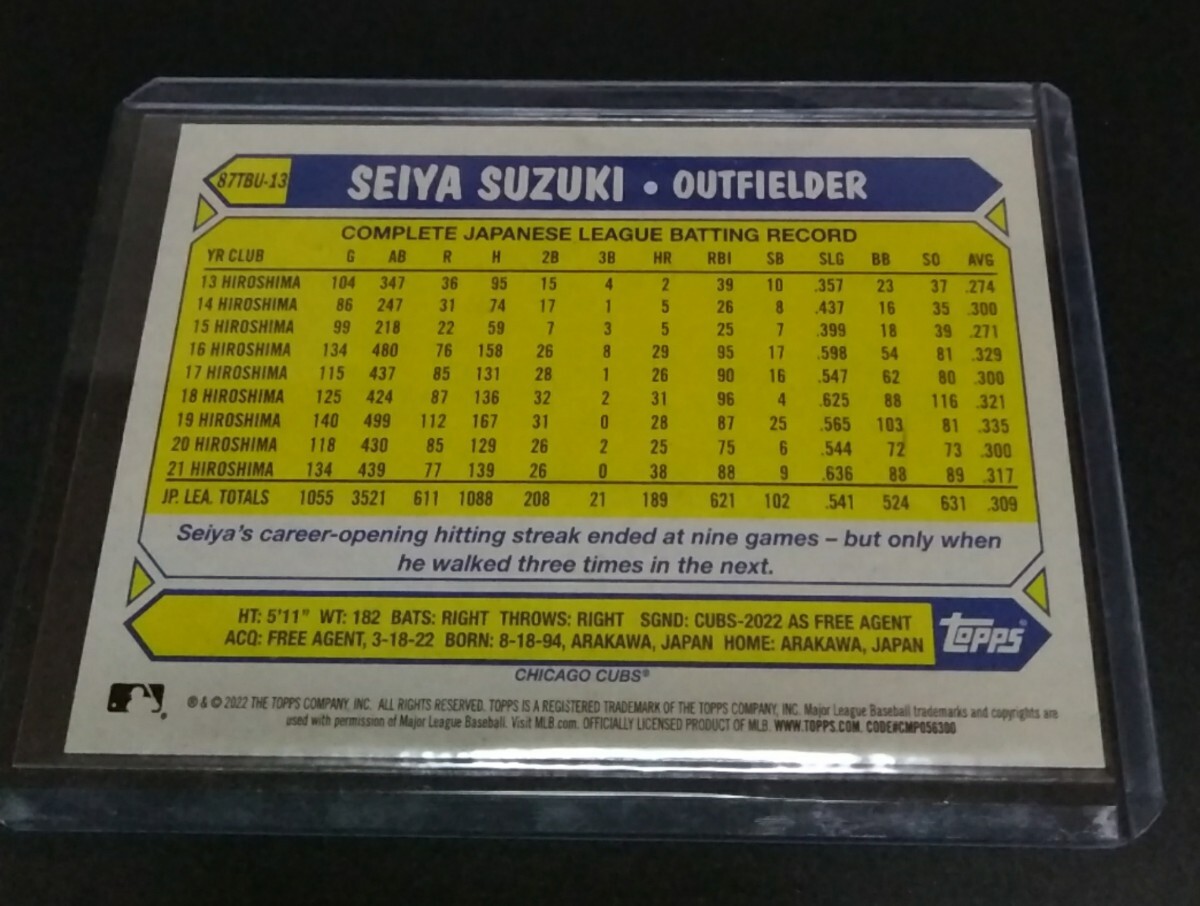 87TBU-13 SEIYA SUZUKI • OUTFIELDER
COMPLETE JAPANESE LEAGUE BATTING RECORD
YR CLUB G AB R H 2B 3B HR RBI SB SLG BB SO AVG
13 HIROSHIMA 104 347 36 95 15 4 2 39 10 .357 23 37 .274
14 HIROSHIMA 86 247 31 74 17 1 5 26 8 .437 16 35 .300
15 HIROSHIMA 99 218 22 59 7 3 5 25 7 .399 18 39 .271
16 HIROSHIMA 134 480 76 158 26 8 29 95 17 .598 54 81 .329
17 HIROSHIMA 115 437 85 131 28 1 26 90 16 .547 62 80 .300
18 HIROSHIMA 125 424 87 136 32 2 31 96 4 .625 88 116 .321
19 HIROSHIMA 140 499 112 167 31 0 28 87 25 .565 103 81 .335
20 HIROSHIMA 118 430 85 129 26 2 25 75 6 .544 72 73 .300
21 HIROSHIMA 134 439 77 139 26 0 38 88 9 .636 88 89 .317
JP. LEA. TOTALS 1055 3521 611 1088 208 21 189 621 102 .541 524 631 .309
Seiya's career-opening hitting streak ended at nine games – but only when
he walked three times in the next.
HT: 5'11" WT: 182 BATS: RIGHT THROWS: RIGHT SGND: CUBS-2022 AS FREE AGENT
ACQ: FREE AGENT, 3-18-22 BORN: 8-18-94, ARAKAWA, JAPAN HOME: ARAKAWA, JAPAN
topps®
CHICAGO CUBS®
® & © 2022 THE TOPPS COMPANY, INC. ALL RIGHTS RESERVED. TOPPS IS A REGISTERED TRADEMARK OF THE TOPPS COMPANY, INC. Major League Baseball trademarks and copyrights are
used with permission of Major League Baseball. Visit MLB.com. OFFICIALLY LICENSED PRODUCT OF MLB. WWW.TOPPS.COM. CODE#CMP056300